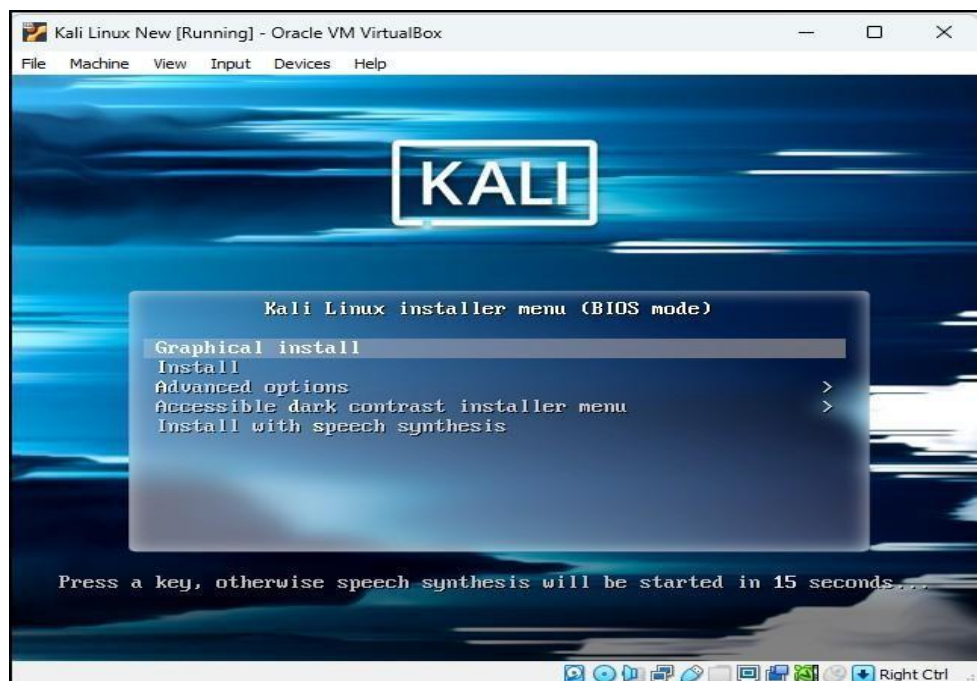 Kali Linux New [Running] - Oracle VM VirtualBox
File Machine View Input Devices Help
KALI
Kali Linux installer menu (BIOS mode)
Graphical install
Install
Advanced options >
Accessible dark contrast installer menu >
Install with speech synthesis
Press a key, otherwise speech synthesis will be started in 15 seconds...
Right Ctrl